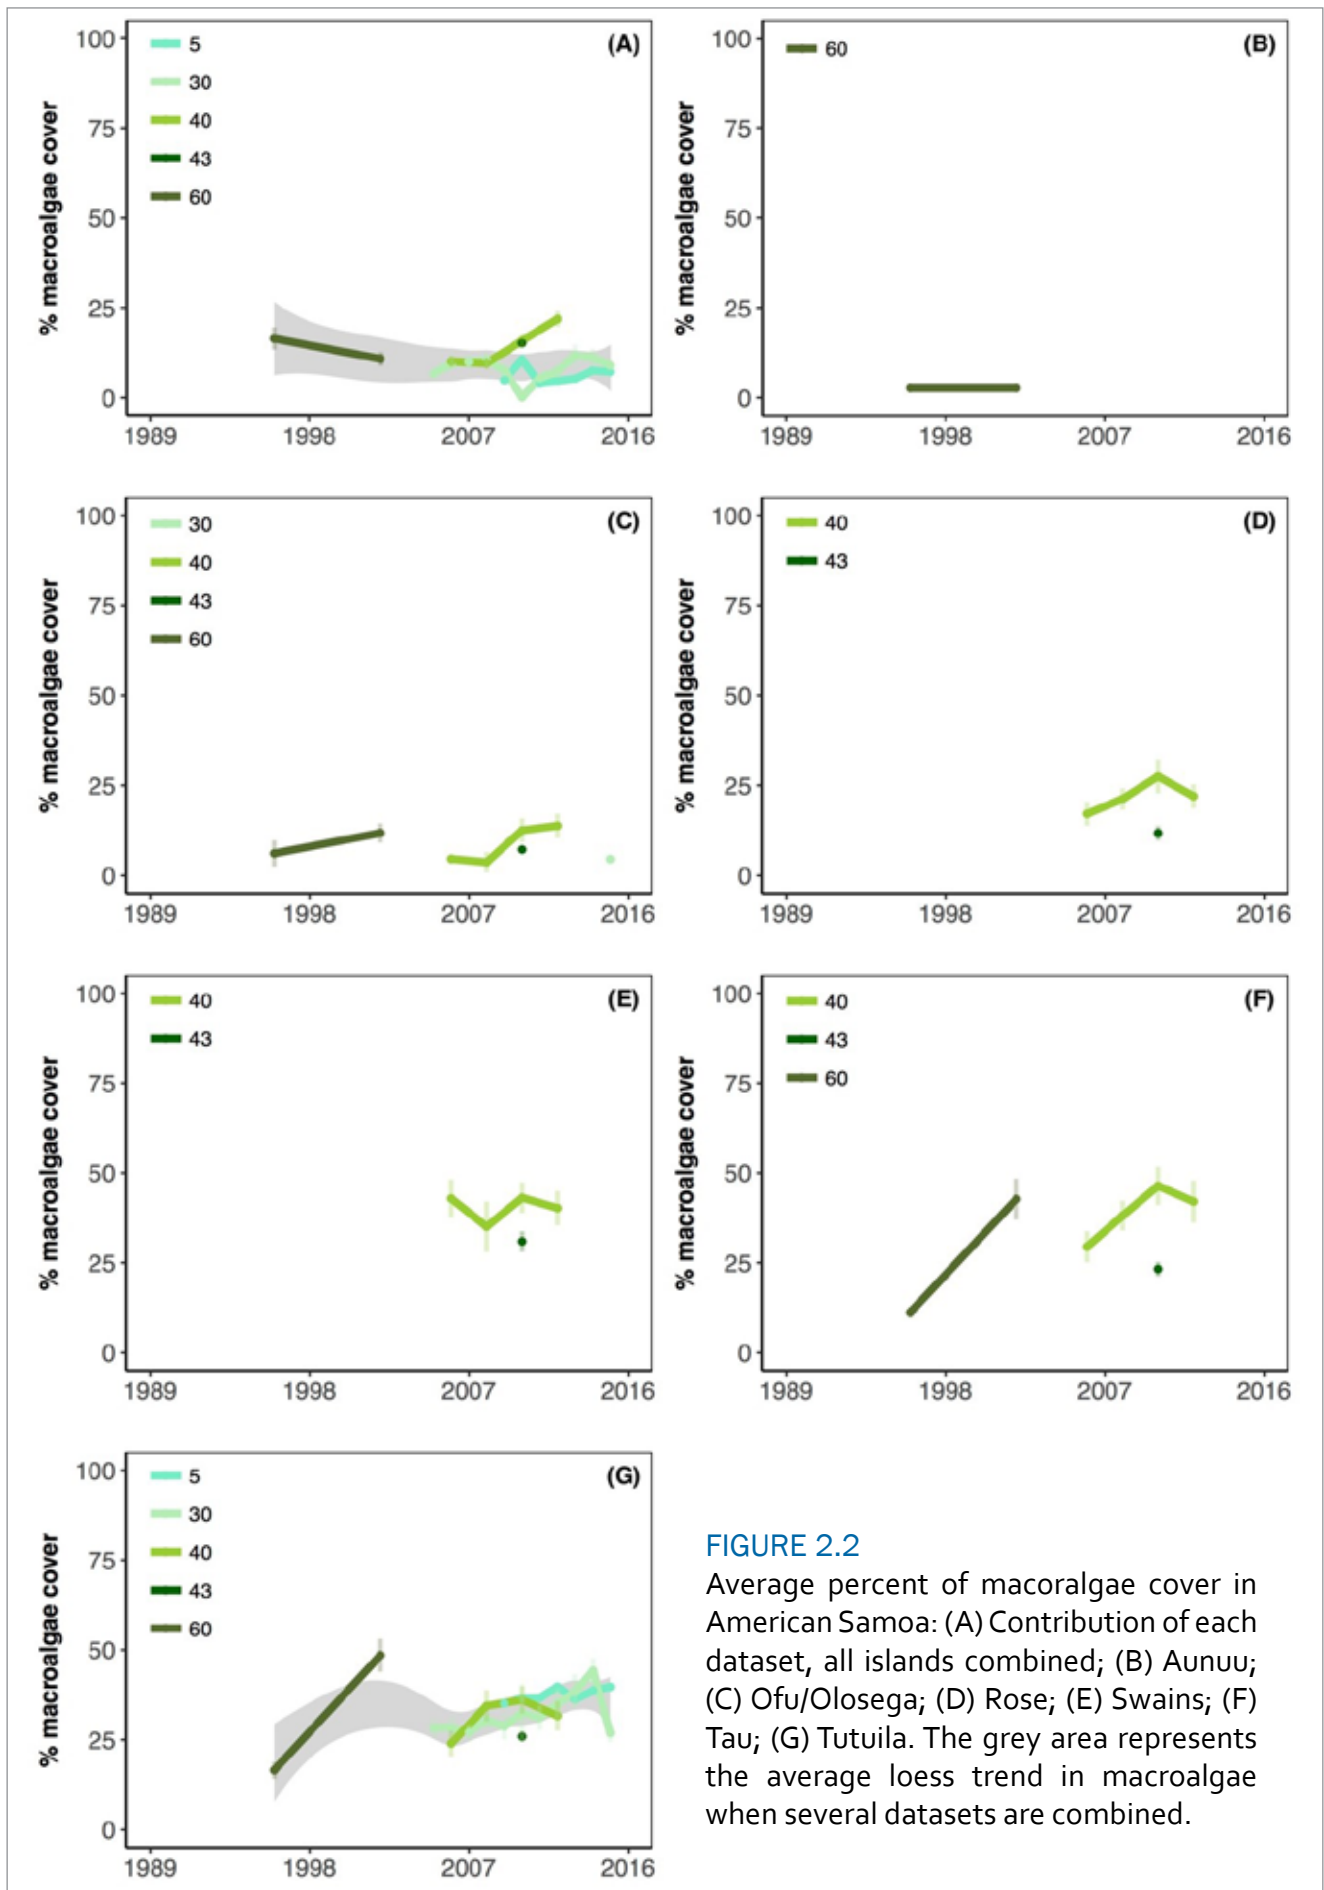 % macroalgae cover
100
75
50
25
0
1989 1998 2007 2016
5
30
40
43
60
(A)
% macroalgae cover
100
75
50
25
0
1989 1998 2007 2016
60
(B)
% macroalgae cover
100
75
50
25
0
1989 1998 2007 2016
30
40
43
60
(C)
% macroalgae cover
100
75
50
25
0
1989 1998 2007 2016
40
43
(D)
% macroalgae cover
100
75
50
25
0
1989 1998 2007 2016
40
43
(E)
% macroalgae cover
100
75
50
25
0
1989 1998 2007 2016
40
43
60
(F)
% macroalgae cover
100
75
50
25
0
1989 1998 2007 2016
5
30
40
43
60
(G)
FIGURE 2.2
Average percent of macoralgae cover in
American Samoa: (A) Contribution of each
dataset, all islands combined; (B) Aunuu;
(C) Ofu/Olosega; (D) Rose; (E) Swains; (F)
Tau; (G) Tutuila. The grey area represents
the average loess trend in macroalgae
when several datasets are combined.